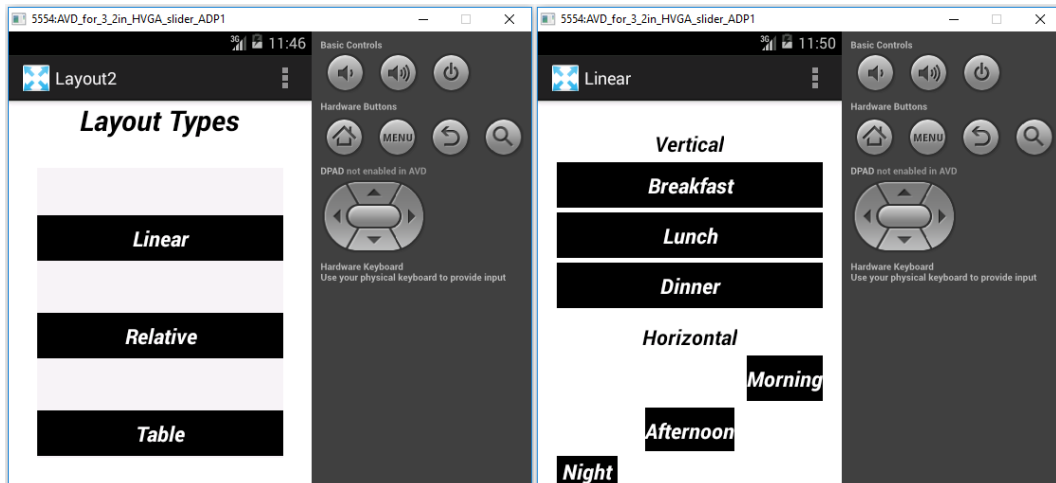 5554:AVD_for_3_2in_HVGA_slider_ADP1
3G 11:46
Layout2
Layout Types
Linear
Relative
Table
Basic Controls
Hardware Buttons
MENU
DPAD not enabled in AVD
Hardware Keyboard
Use your physical keyboard to provide input
5554:AVD_for_3_2in_HVGA_slider_ADP1
3G 11:50
Linear
Vertical
Breakfast
Lunch
Dinner
Horizontal
Morning
Afternoon
Night
Basic Controls
Hardware Buttons
MENU
DPAD not enabled in AVD
Hardware Keyboard
Use your physical keyboard to provide input